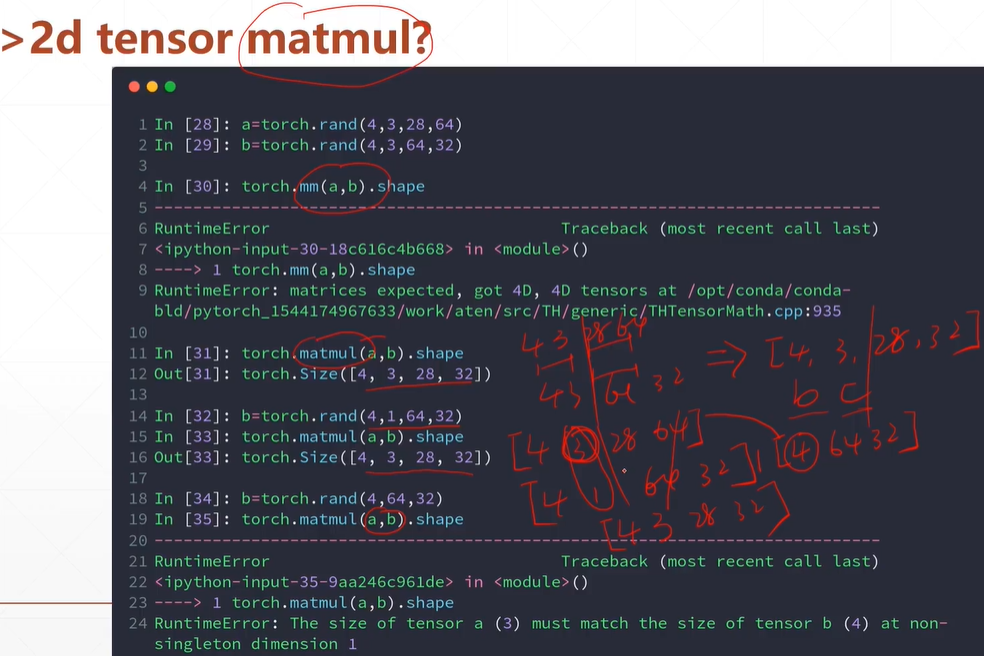 >2d tensor matmul?
1 In [28]: a=torch.rand(4,3,28,64)
2 In [29]: b=torch.rand(4,3,64,32)
3
4 In [30]: torch.mm(a,b).shape
5 ---------------------------------------------------------------------------
6 RuntimeError                              Traceback (most recent call last)
7 <ipython-input-30-18c616c4b668> in <module>()
8 ----> 1 torch.mm(a,b).shape
9 RuntimeError: matrices expected, got 4D, 4D tensors at /opt/conda/conda-
bld/pytorch_1544174967633/work/aten/src/TH/generic/THTensorMath.cpp:935
10
11 In [31]: torch.matmul(a,b).shape
12 Out[31]: torch.Size([4, 3, 28, 32])
13
14 In [32]: b=torch.rand(4,1,64,32)
15 In [33]: torch.matmul(a,b).shape
16 Out[33]: torch.Size([4, 3, 28, 32])
17
18 In [34]: b=torch.rand(4,64,32)
19 In [35]: torch.matmul(a,b).shape
20 ---------------------------------------------------------------------------
21 RuntimeError                              Traceback (most recent call last)
22 <ipython-input-35-9aa246c961de> in <module>()
23 ----> 1 torch.matmul(a,b).shape
24 RuntimeError: The size of tensor a (3) must match the size of tensor b (4) at non-
singleton dimension 1
4 3 28 64
4 3 64 32
=> [4, 3, 28, 32]
b c
[4 3 28 64]
[4 1 64 32]
1 [4 64 32]
[4 3 28 32]